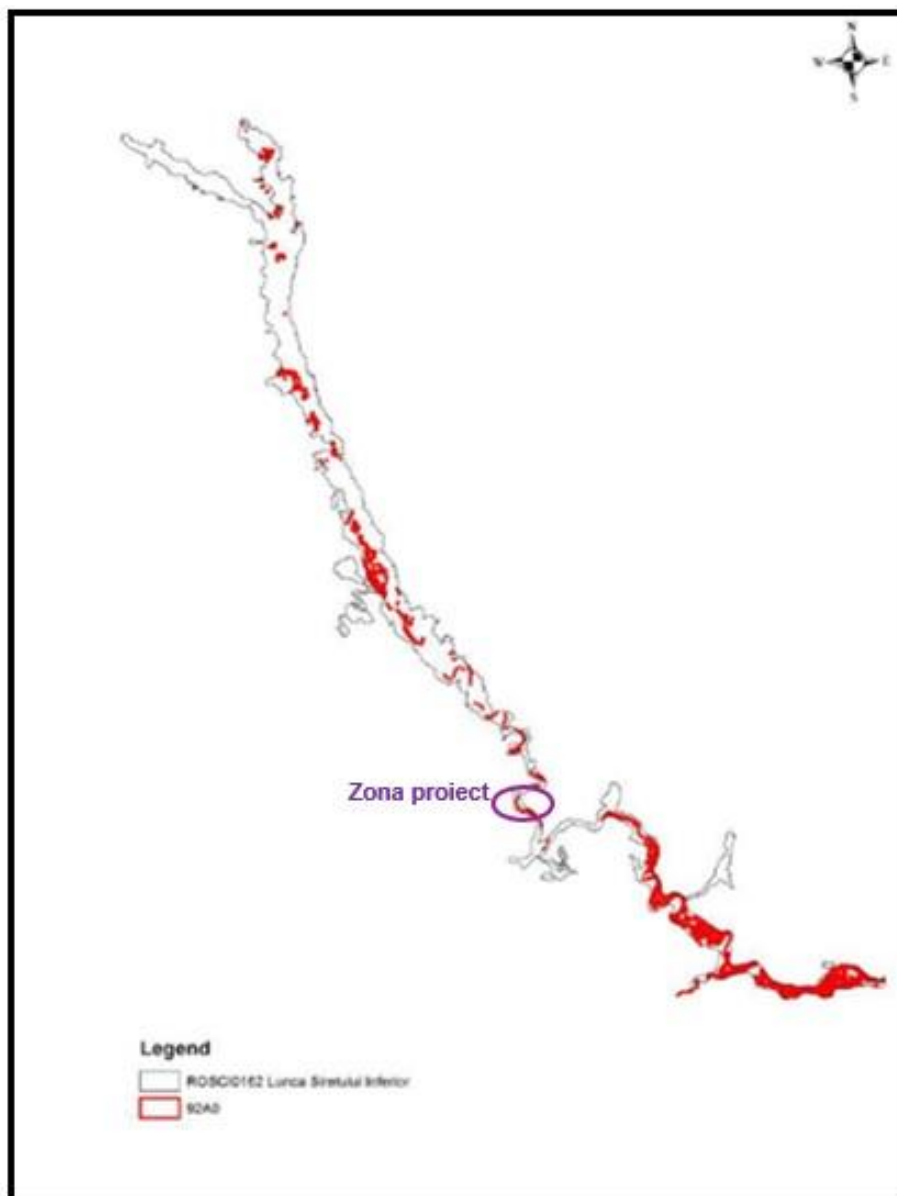 N
W E
S
Zona proiect
Legend
ROSCI0162 Lunca Siretului Inferior
92A0